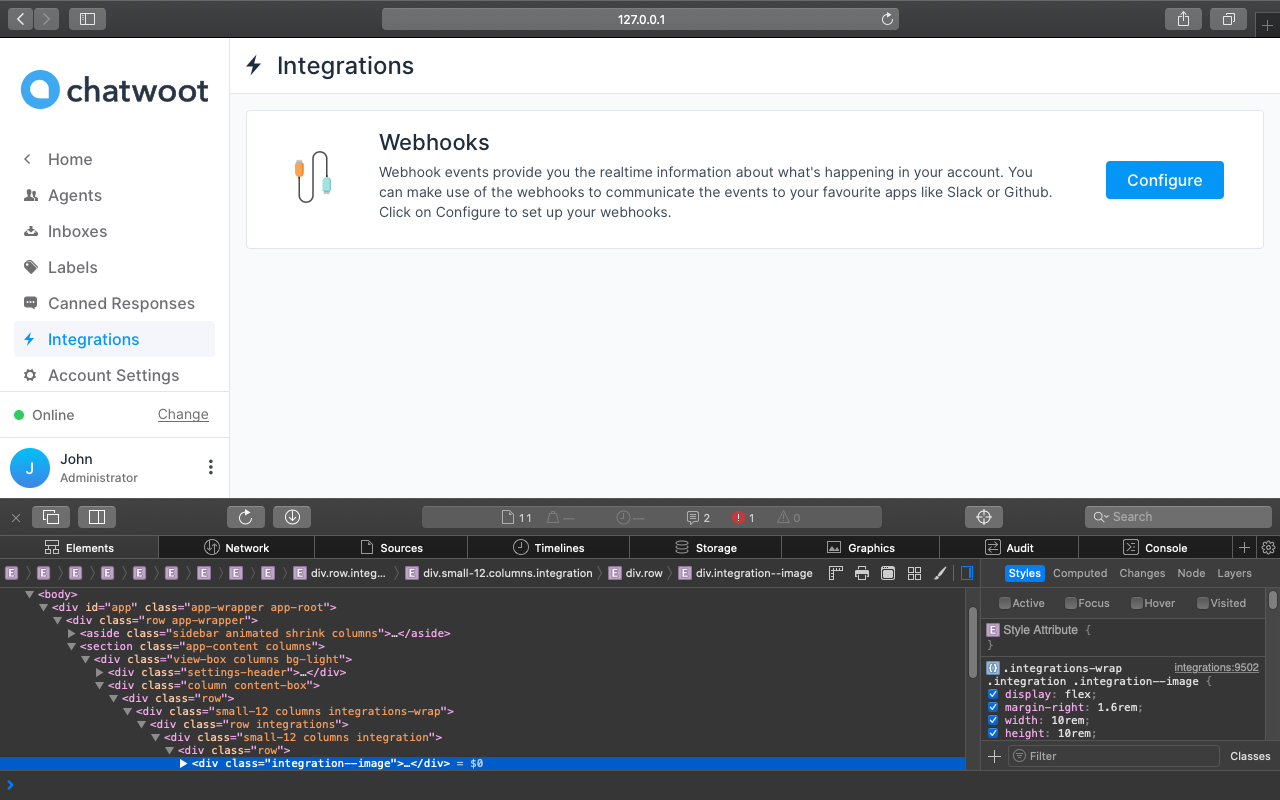 127.0.0.1
chatwoot
Home
Agents
Inboxes
Labels
Canned Responses
Integrations
Account Settings
Online
Change
J
John
Administrator
Integrations
Webhooks
Webhook events provide you the realtime information about what's happening in your account. You
can make use of the webhooks to communicate the events to your favourite apps like Slack or Github.
Click on Configure to set up your webhooks.
Configure
11 — — 2 1 0
Search
Elements Network Sources Timelines Storage Graphics Audit Console
E E E E E E E E E E div.row.integ… E div.small-12.columns.integration E div.row E div.integration--image
<body>
<div id="app" class="app-wrapper app-root">
<div class="row app-wrapper">
<aside class="sidebar animated shrink columns">…</aside>
<section class="app-content columns">
<div class="view-box columns bg-light">
<div class="settings-header">…</div>
<div class="column content-box">
<div class="row">
<div class="small-12 columns integrations-wrap">
<div class="row integrations">
<div class="small-12 columns integration">
<div class="row">
<div class="integration--image">…</div> = $0
Styles Computed Changes Node Layers
Active Focus Hover Visited
E Style Attribute {
}
{} .integrations-wrap integrations:9502
.integration .integration--image {
display: flex;
margin-right: 1.6rem;
width: 10rem;
height: 10rem;
Filter Classes